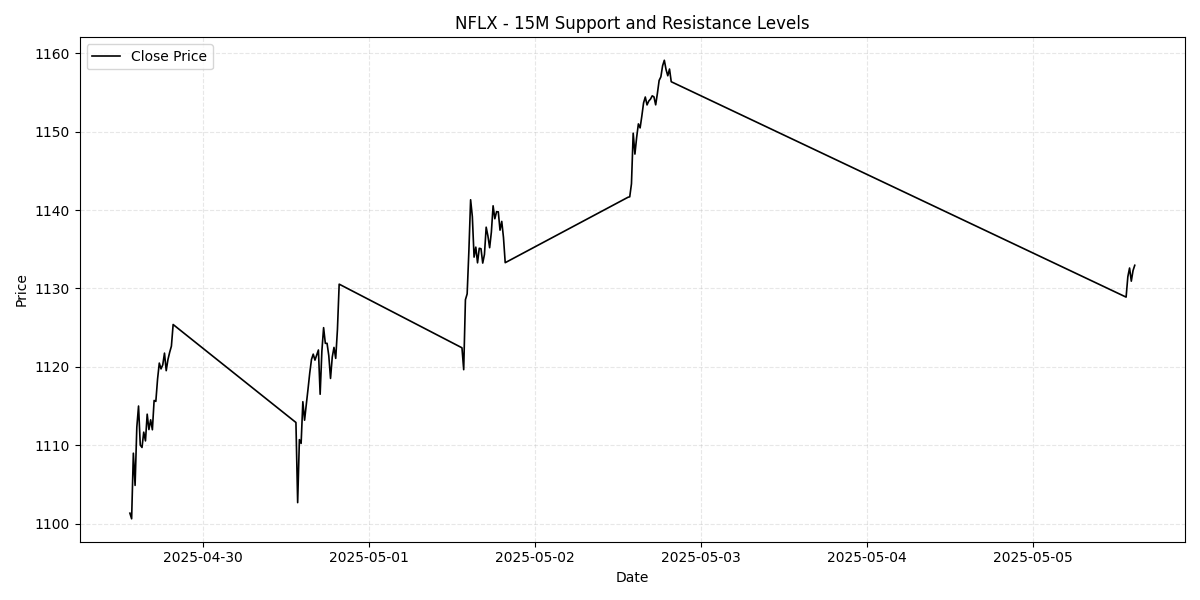 NFLX - 15M Support and Resistance Levels
Close Price
Price
1160
1150
1140
1130
1120
1110
1100
2025-04-30 2025-05-01 2025-05-02 2025-05-03 2025-05-04 2025-05-05
Date